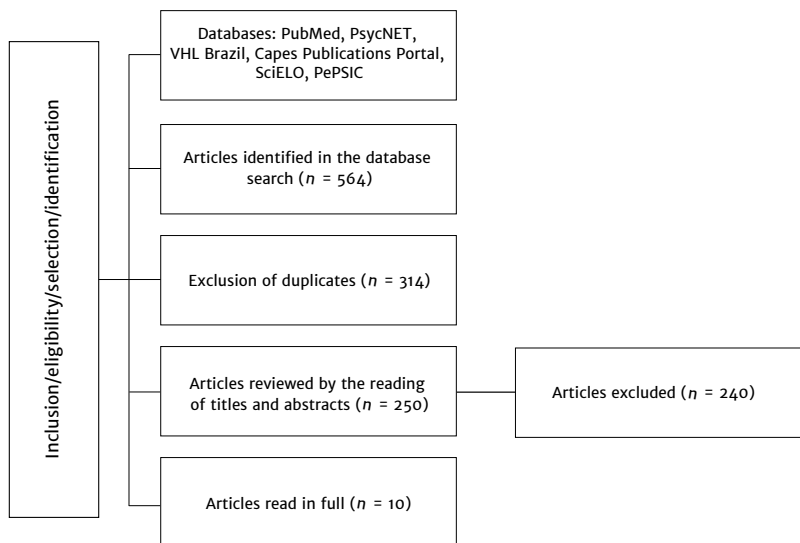 Inclusion/eligibility/selection/identification
Databases: PubMed, PsycNET,
VHL Brazil, Capes Publications Portal,
SciELO, PePSIC
Articles identified in the database
search (n = 564)
Exclusion of duplicates (n = 314)
Articles reviewed by the reading
of titles and abstracts (n = 250)
Articles excluded (n = 240)
Articles read in full (n = 10)